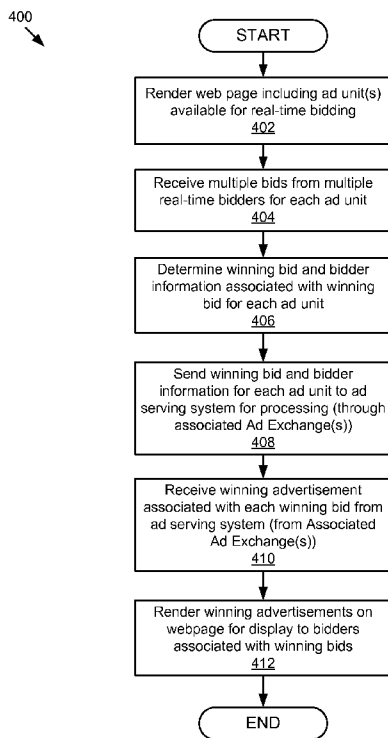 400
START
Render web page including ad unit(s)
available for real-time bidding
402
Receive multiple bids from multiple
real-time bidders for each ad unit
404
Determine winning bid and bidder
information associated with winning
bid for each ad unit
406
Send winning bid and bidder
information for each ad unit to ad
serving system for processing (through
associated Ad Exchange(s))
408
Receive winning advertisement
associated with each winning bid from
ad serving system (from Associated
Ad Exchange(s))
410
Render winning advertisements on
webpage for display to bidders
associated with winning bids
412
END